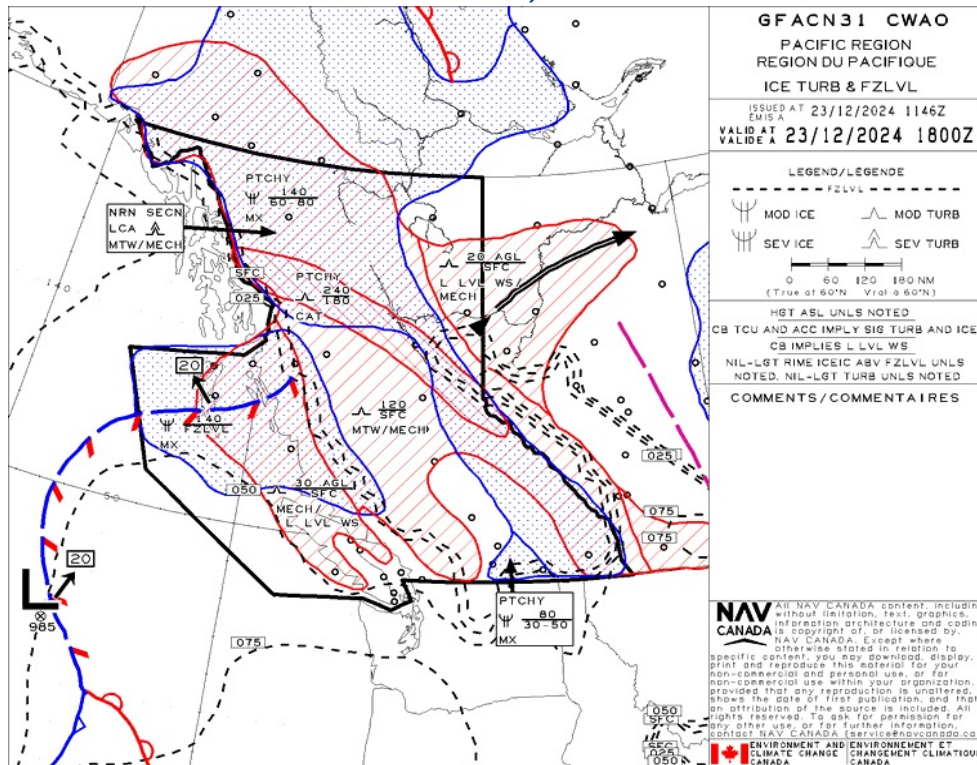 GFACN31 CWAO
PACIFIC REGION
REGION DU PACIFIQUE
ICE TURB & FZLVL
ISSUED AT 23/12/2024 1146Z
EMIS A
VALID AT 23/12/2024 1800Z
VALIDE A
LEGEND/LEGENDE
FZLVL
MOD ICE
MOD TURB
SEV ICE
SEV TURB
0 60 120 180 NM
(True at 60°N Vrai à 60°N)
HGT ASL UNLS NOTED
CB TCU AND ACC IMPLY SIG TURB AND ICE
CB IMPLIES L LVL WS
NIL-LGT RIME ICEIC ABV FZLVL UNLS
NOTED. NIL-LGT TURB UNLS NOTED
COMMENTS/COMMENTAIRES
PTCHY
140
60-80
MX
NRN SECN
LCA
MTW/MECH
SFC
025
PTCHY
240
180
CAT
20 AGL
SFC
L LVL WS/
MECH
140
20
140
FZLVL
MX
120
SFC
MTW/MECH
025
050
30 AGL
SFC
MECH/
L LVL WS
50
075
075
20
L
985
PTCHY
80
30-50
MX
075
050
SFC
SFC
025
050
NAV
CANADA
All NAV CANADA content, including
without limitation, text, graphics,
information architecture and coding
is copyright of, or licensed by,
NAV CANADA. Except where
otherwise stated in relation to
specific content, you may download, display,
print and reproduce this material for your
non-commercial and personal use, or for
non-commercial use within your organization,
provided that any reproduction is unaltered,
shows the date of first publication, and that
an attribution of the source is included. All
rights reserved. To ask for permission for
any other use, or for further information,
contact NAV CANADA (service@navcanada.ca
ENVIRONMENT AND
CLIMATE CHANGE
CANADA
ENVIRONNEMENT ET
CHANGEMENT CLIMATIQUE
CANADA